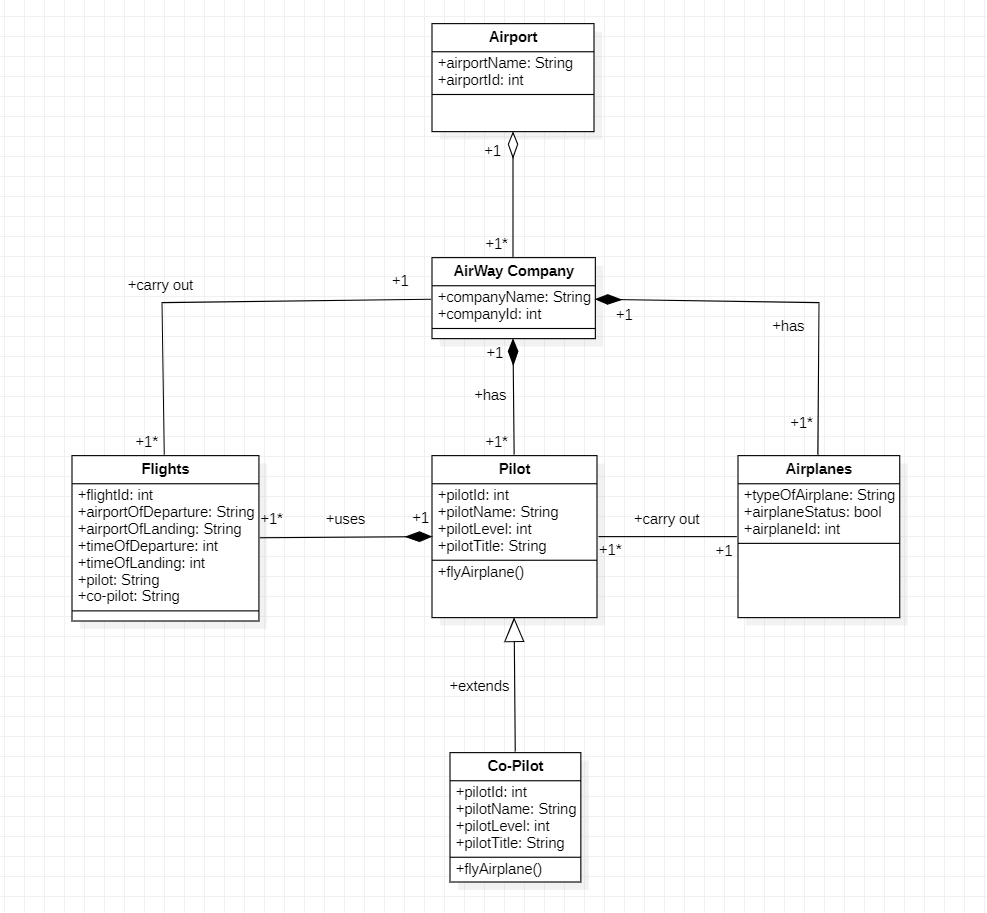 Airport
+airportName: String
+airportId: int
+1
+1*
AirWay Company
+companyName: String
+companyId: int
+carry out
+1
+1
+has
+1
+has
+1*
+1*
+1*
Flights
+flightId: int
+airportOfDeparture: String
+airportOfLanding: String
+timeOfDeparture: int
+timeOfLanding: int
+pilot: String
+co-pilot: String
+1*
+uses
+1
Pilot
+pilotId: int
+pilotName: String
+pilotLevel: int
+pilotTitle: String
+flyAirplane()
+carry out
+1*
+1
Airplanes
+typeOfAirplane: String
+airplaneStatus: bool
+airplaneId: int
+extends
Co-Pilot
+pilotId: int
+pilotName: String
+pilotLevel: int
+pilotTitle: String
+flyAirplane()